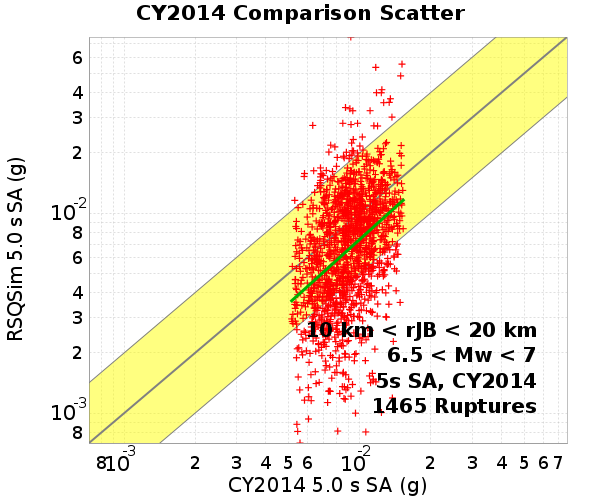 CY2014 Comparison Scatter
RSQSim 5.0 s SA (g)
6
4
3
2
10-2
8
6
4
3
2
10-3
8
10 km < rJB < 20 km
6.5 < Mw < 7
5s SA, CY2014
1465 Ruptures
8 10-3 2 3 4 5 6 8 10-2 2 3 4 5 6 7
CY2014 5.0 s SA (g)